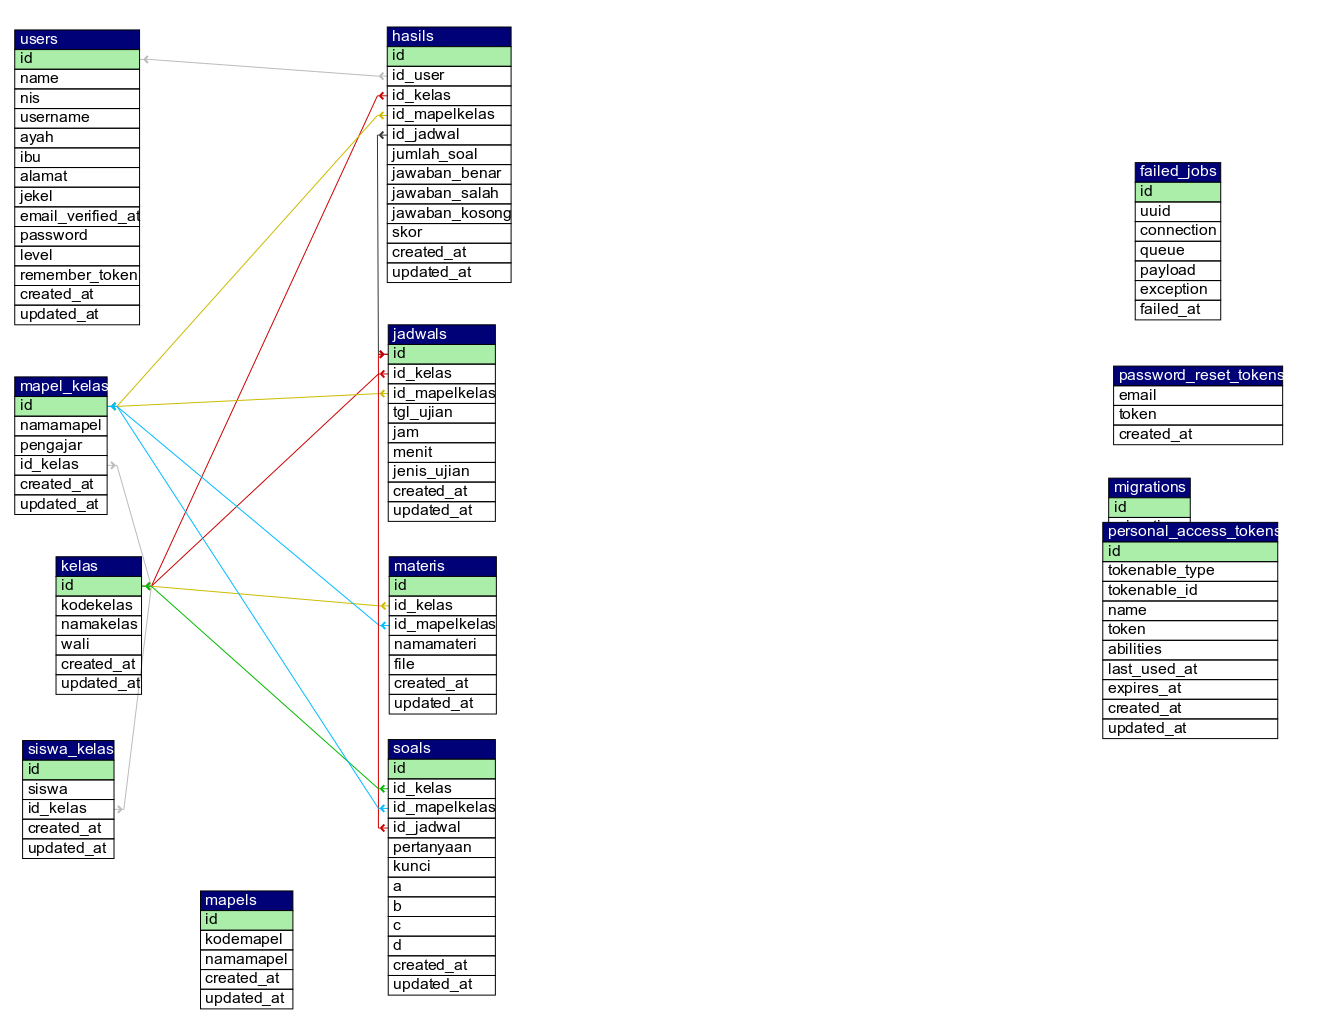 users
id
name
nis
username
ayah
ibu
alamat
jekel
email_verified_at
password
level
remember_token
created_at
updated_at
mapel_kelas
id
namamapel
pengajar
id_kelas
created_at
updated_at
kelas
id
kodekelas
namakelas
wali
created_at
updated_at
siswa_kelas
id
siswa
id_kelas
created_at
updated_at
mapels
id
kodemapel
namamapel
created_at
updated_at
hasils
id
id_user
id_kelas
id_mapelkelas
id_jadwal
jumlah_soal
jawaban_benar
jawaban_salah
jawaban_kosong
skor
created_at
updated_at
jadwals
id
id_kelas
id_mapelkelas
tgl_ujian
jam
menit
jenis_ujian
created_at
updated_at
materis
id
id_kelas
id_mapelkelas
namamateri
file
created_at
updated_at
soals
id
id_kelas
id_mapelkelas
id_jadwal
pertanyaan
kunci
a
b
c
d
created_at
updated_at
failed_jobs
id
uuid
connection
queue
payload
exception
failed_at
password_reset_tokens
email
token
created_at
migrations
id
personal_access_tokens
id
tokenable_type
tokenable_id
name
token
abilities
last_used_at
expires_at
created_at
updated_at